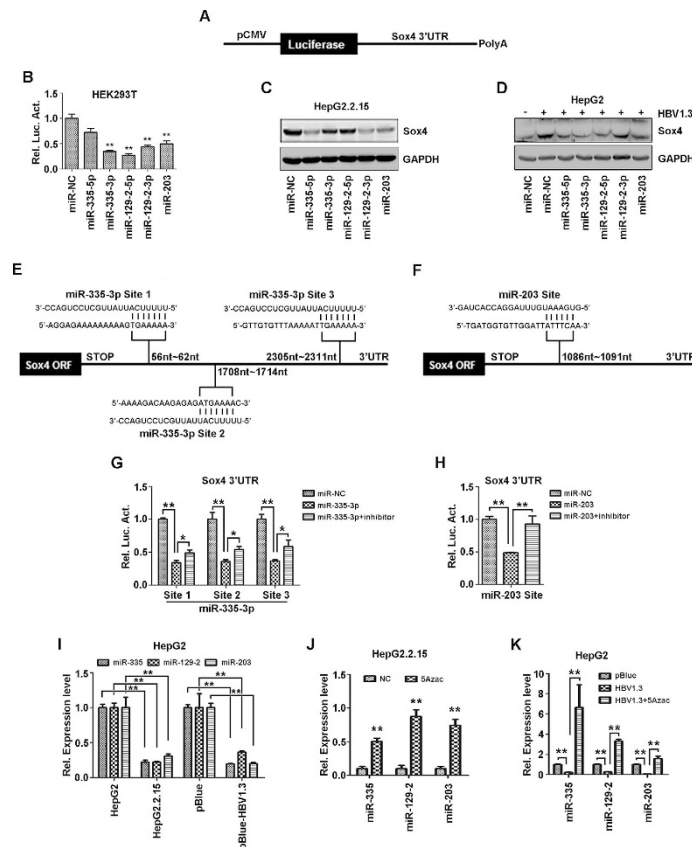 A
pCMV
Luciferase
Sox4 3'UTR
PolyA
B
HEK293T
Rel. Luc. Act.
1.5
1.0
0.5
0.0
** ** ** **
miR-NC
miR-335-5p
miR-335-3p
miR-129-2-5p
miR-129-2-3p
miR-203
C
HepG2.2.15
Sox4
GAPDH
miR-NC
miR-335-5p
miR-335-3p
miR-129-2-5p
miR-129-2-3p
miR-203
D
HepG2
- + + + + + + HBV1.3
Sox4
GAPDH
miR-NC
miR-NC
miR-335-5p
miR-335-3p
miR-129-2-5p
miR-129-2-3p
miR-203
E
miR-335-3p Site 1
3'-CCAGUCCUCGUUAUUACUUUUU-5'
5'-AGGAGAAAAAAAAAGTGAAAAA-3'
miR-335-3p Site 3
3'-CCAGUCCUCGUUAUUACUUUUU-5'
5'-GTTGTGTTTAAAAATTGAAAAA-3'
Sox4 ORF
STOP
56nt~62nt
2305nt~2311nt
3'UTR
1708nt~1714nt
5'-AAAAGACAAGAGAGATGAAAAC-3'
3'-CCAGUCCUCGUUAUUACUUUUU-5'
miR-335-3p Site 2
F
miR-203 Site
3'-GAUCACCAGGAUUUGUAAAGUG-5'
5'-TGATGGTGTTGGATTATTTCAA-3'
Sox4 ORF
STOP
1086nt~1091nt
3'UTR
G
Sox4 3'UTR
Rel. Luc. Act.
1.5
1.0
0.5
0.0
** * ** * ** *
miR-NC
miR-335-3p
miR-335-3p+inhibitor
Site 1 Site 2 Site 3
miR-335-3p
H
Sox4 3'UTR
Rel. Luc. Act.
1.5
1.0
0.5
0.0
** **
miR-NC
miR-203
miR-203+inhibitor
miR-203 Site
I
HepG2
miR-335 miR-129-2 miR-203
Rel. Expression level
1.5
1.0
0.5
0.0
** ** ** ** ** **
HepG2
HepG2.2.15
pBlue
pBlue-HBV1.3
J
HepG2.2.15
NC 5Azac
Rel. Expression level
1.5
1.0
0.5
0.0
** ** **
miR-335
miR-129-2
miR-203
K
HepG2
pBlue
HBV1.3
HBV1.3+5Azac
Rel. Expression level
10
8
6
4
2
0
** ** ** ** ** **
miR-335
miR-129-2
miR-203